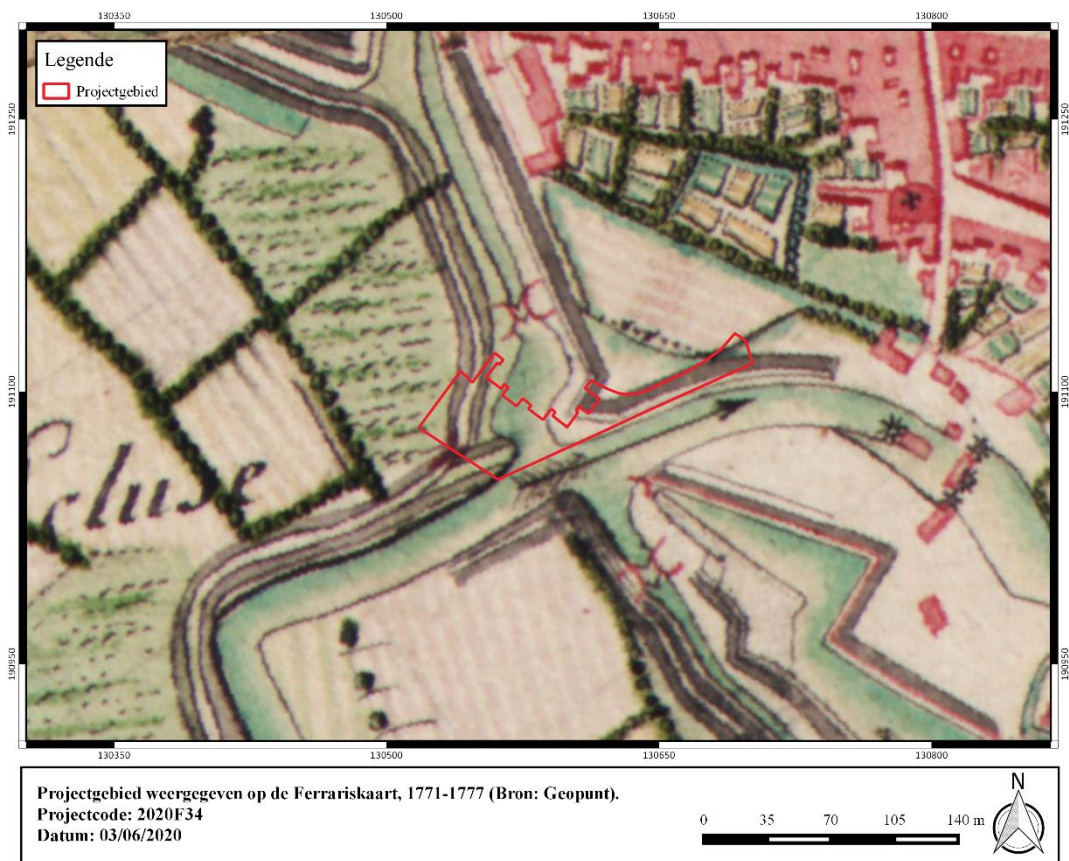 130350 130500 130650 130800
Legende
Projectgebied
191250 191250
191100 191100
cluse
190950 190950
130350 130500 130650 130800
Projectgebied weergegeven op de Ferrariskaart, 1771-1777 (Bron: Geopunt).
Projectcode: 2020F34
Datum: 03/06/2020
0 35 70 105 140 m
N